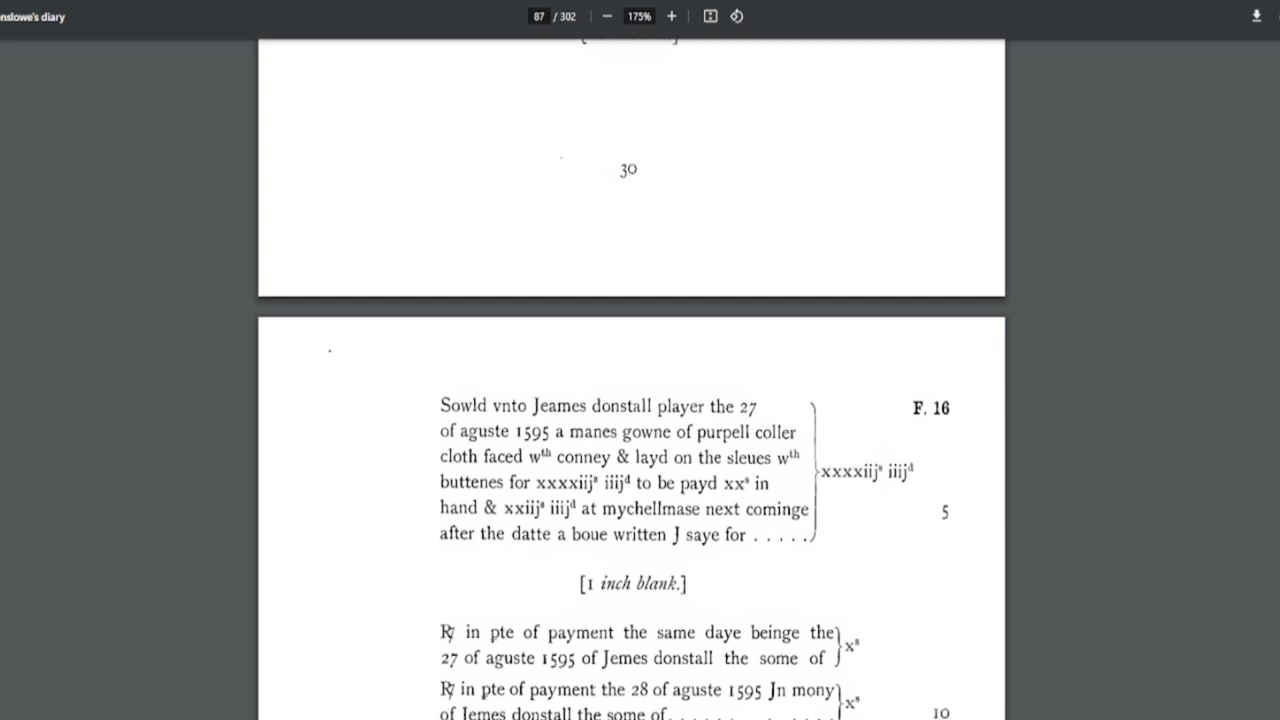 nslowe's diary
87 / 302
175%
30
Sowld vnto Jeames donstall player the 27
of aguste 1595 a manes gowne of purpell coller
cloth faced wth conney & layd on the sleues wth
buttenes for xxxxiijs iiijd to be payd xxs in
hand & xxiijs iiijd at mychellmase next cominge
after the datte a boue written J saye for . . . . .
xxxxiijs iiijd
F. 16
5
[1 inch blank.]
R in pte of payment the same daye beinge the
27 of aguste 1595 of Jemes donstall the some of
xs
R in pte of payment the 28 of aguste 1595 Jn mony
of Jemes donstall the some of. . . . . . . . . . . . .
xs
10